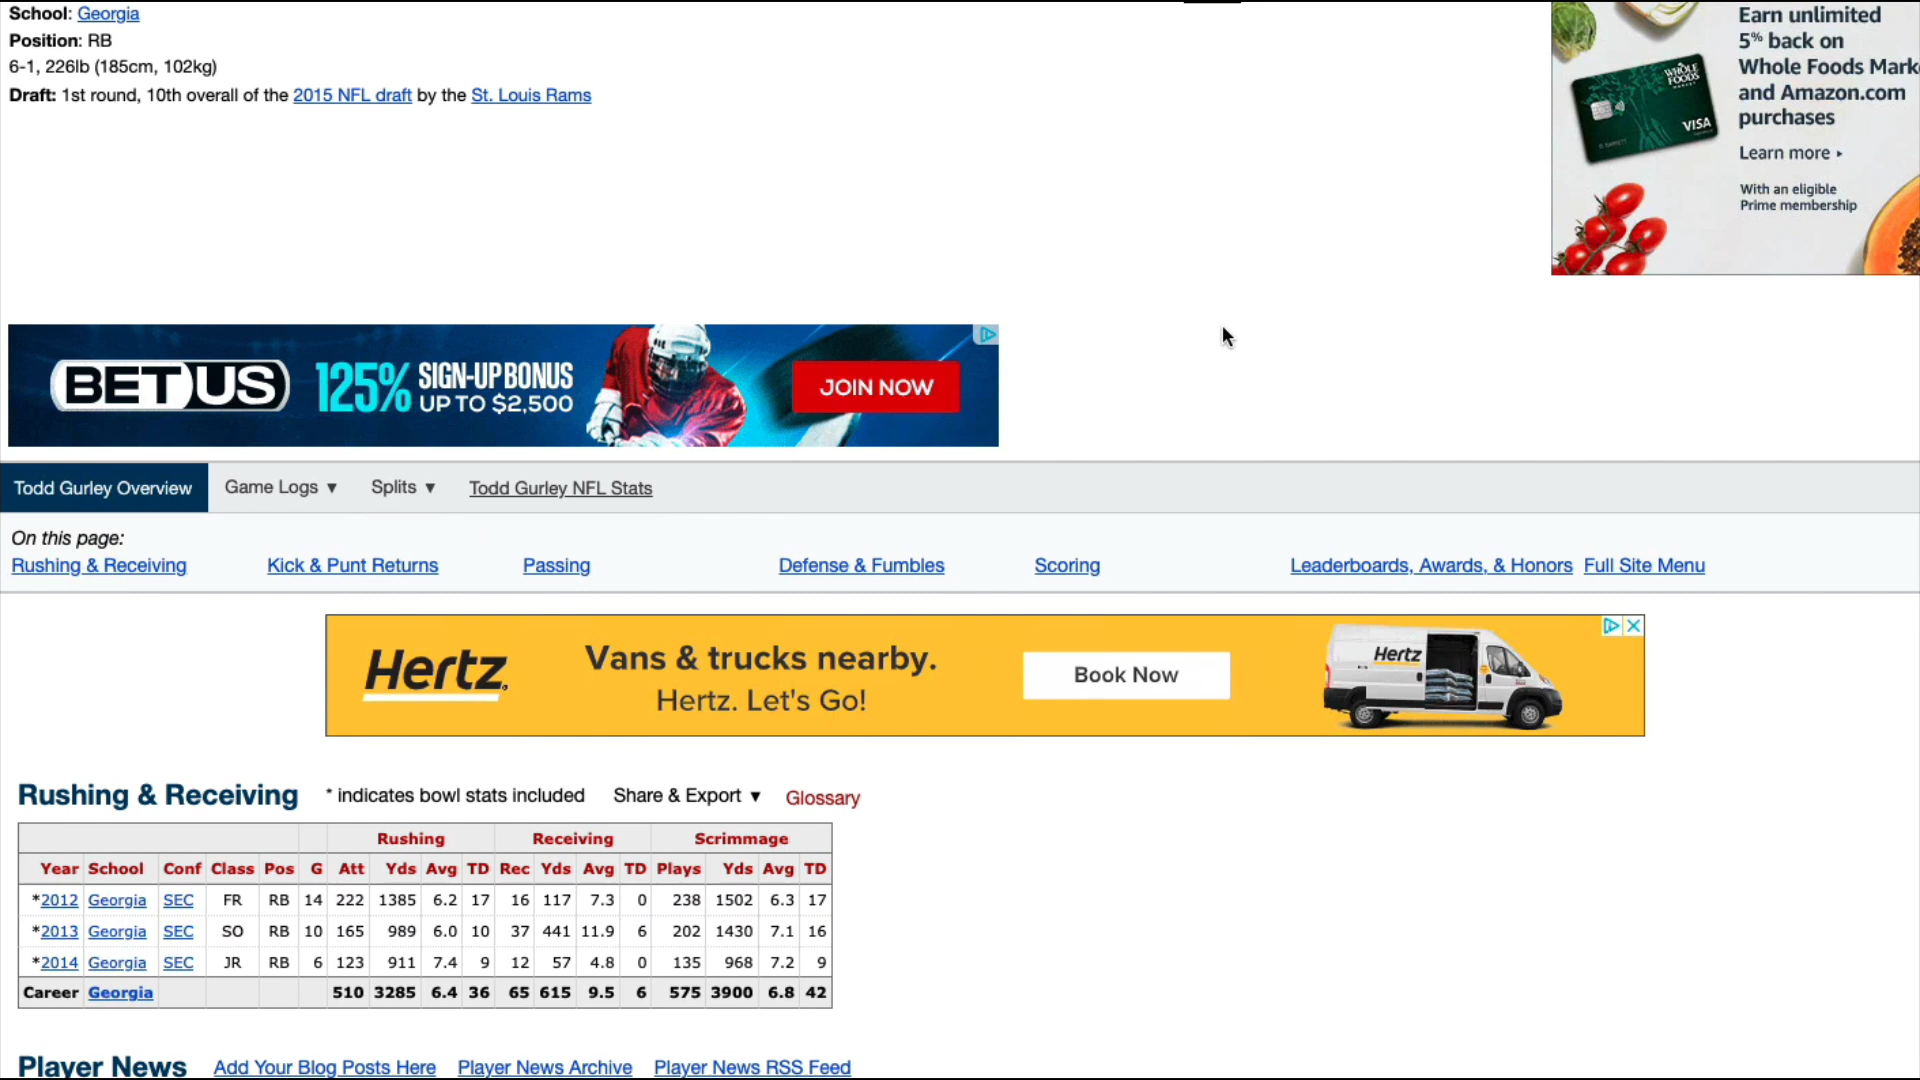 School: Georgia
Position: RB
6-1, 226lb (185cm, 102kg)
Draft: 1st round, 10th overall of the 2015 NFL draft by the St. Louis Rams
Earn unlimited
5% back on
Whole Foods Mark
and Amazon.com
purchases
Learn more ▸
With an eligible
Prime membership
WHOLE
FOODS
MARKET
VISA
BETUS 125% SIGN-UP BONUS
UP TO $2,500
JOIN NOW
Todd Gurley Overview Game Logs ▼ Splits ▼ Todd Gurley NFL Stats
On this page:
Rushing & Receiving Kick & Punt Returns Passing Defense & Fumbles Scoring Leaderboards, Awards, & Honors Full Site Menu
Hertz
Vans & trucks nearby.
Hertz. Let's Go!
Book Now
Hertz
Rushing & Receiving * indicates bowl stats included Share & Export ▼ Glossary
Rushing Receiving Scrimmage
Year School Conf Class Pos G Att Yds Avg TD Rec Yds Avg TD Plays Yds Avg TD
*2012 Georgia SEC FR RB 14 222 1385 6.2 17 16 117 7.3 0 238 1502 6.3 17
*2013 Georgia SEC SO RB 10 165 989 6.0 10 37 441 11.9 6 202 1430 7.1 16
*2014 Georgia SEC JR RB 6 123 911 7.4 9 12 57 4.8 0 135 968 7.2 9
Career Georgia 510 3285 6.4 36 65 615 9.5 6 575 3900 6.8 42
Player News Add Your Blog Posts Here Player News Archive Player News RSS Feed